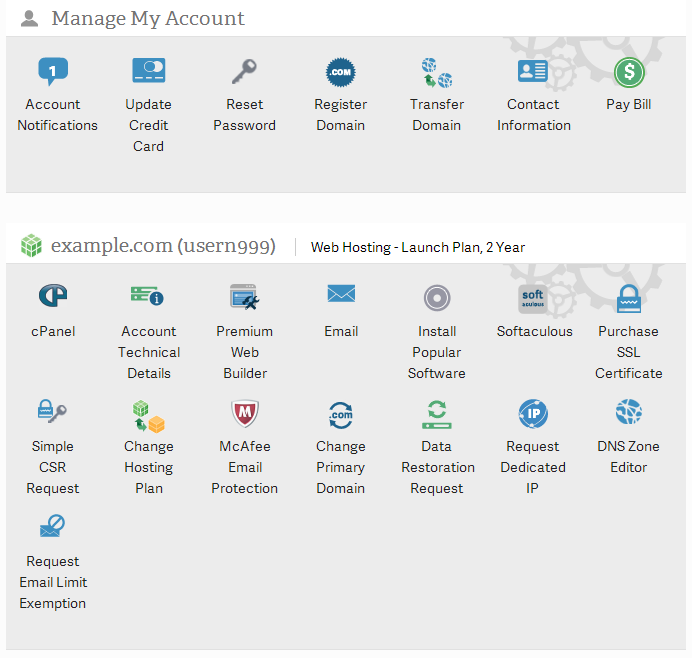 Manage My Account
1
.COM
$
Account Notifications
Update Credit Card
Reset Password
Register Domain
Transfer Domain
Contact Information
Pay Bill
example.com (usern999)
Web Hosting - Launch Plan, 2 Year
cP
i
soft
aculous
cPanel
Account Technical Details
Premium Web Builder
Email
Install Popular Software
Softaculous
Purchase SSL Certificate
M
.com
IP
Simple CSR Request
Change Hosting Plan
McAfee Email Protection
Change Primary Domain
Data Restoration Request
Request Dedicated IP
DNS Zone Editor
Request Email Limit Exemption